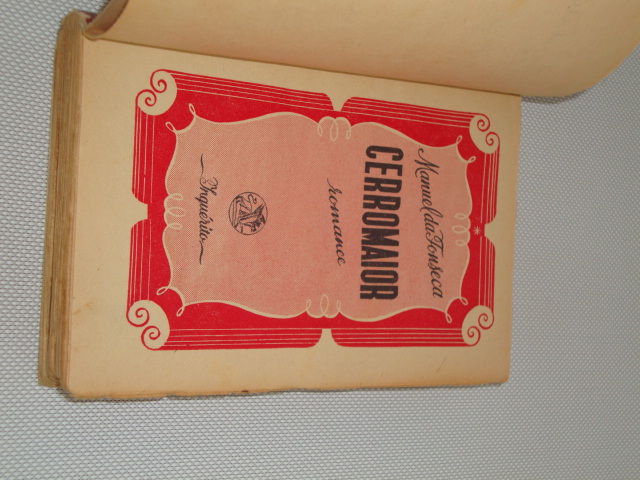 Manuel da Fonseca
CERROMAIOR
romance
Inquérito